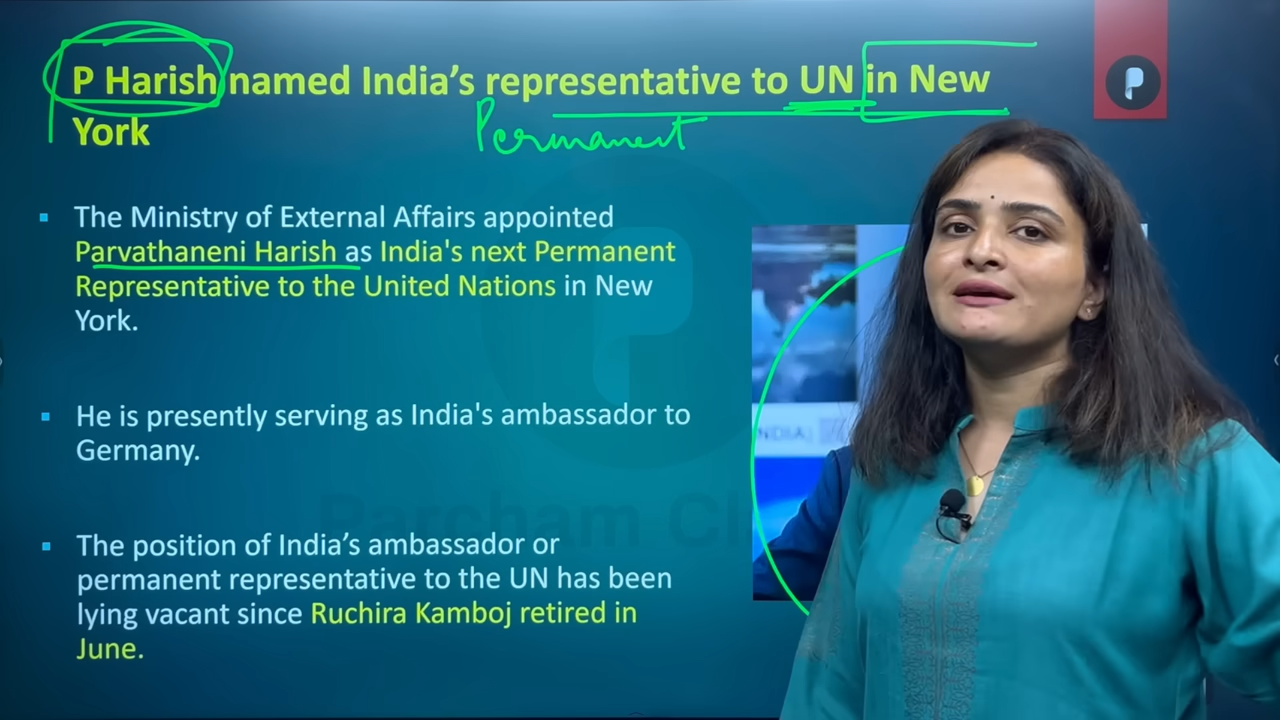 P Harish named India's representative to UN in New
York
Permanent
▪ The Ministry of External Affairs appointed
Parvathaneni Harish as India's next Permanent
Representative to the United Nations in New
York.
INDIA
▪ He is presently serving as India's ambassador to
Germany.
▪ The position of India's ambassador or
permanent representative to the UN has been
lying vacant since Ruchira Kamboj retired in
June.
Parcham